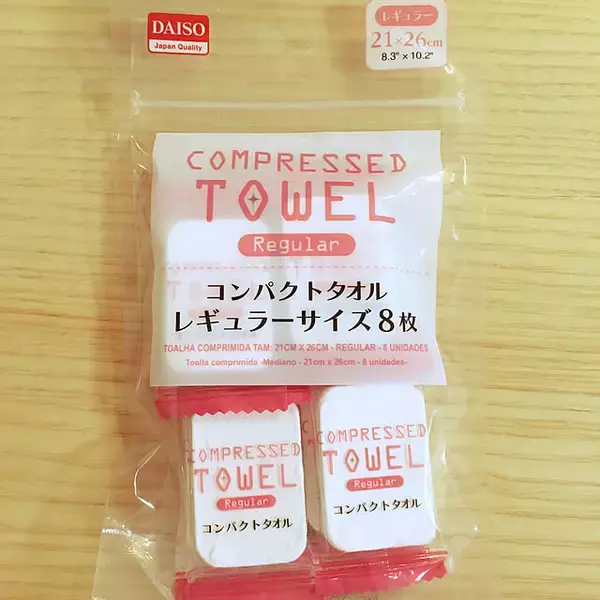 DAISO
Japan Quality
レギュラー
21×26cm
8.3" x 10.2"
COMPRESSED
TOWEL
Regular
コンパクトタオル
レギュラーサイズ8枚
TOALHA COMPRIMIDA TAM: 21CM X 26CM - REGULAR - 8 UNIDADES
Toalla comprimida -Mediano - 21cm x 26cm - 8 unidades-
COMPRESSED
TOWEL
Regular
コンパクトタオル
COMPRESSED
TOWEL
Regular
コンパクトタオル